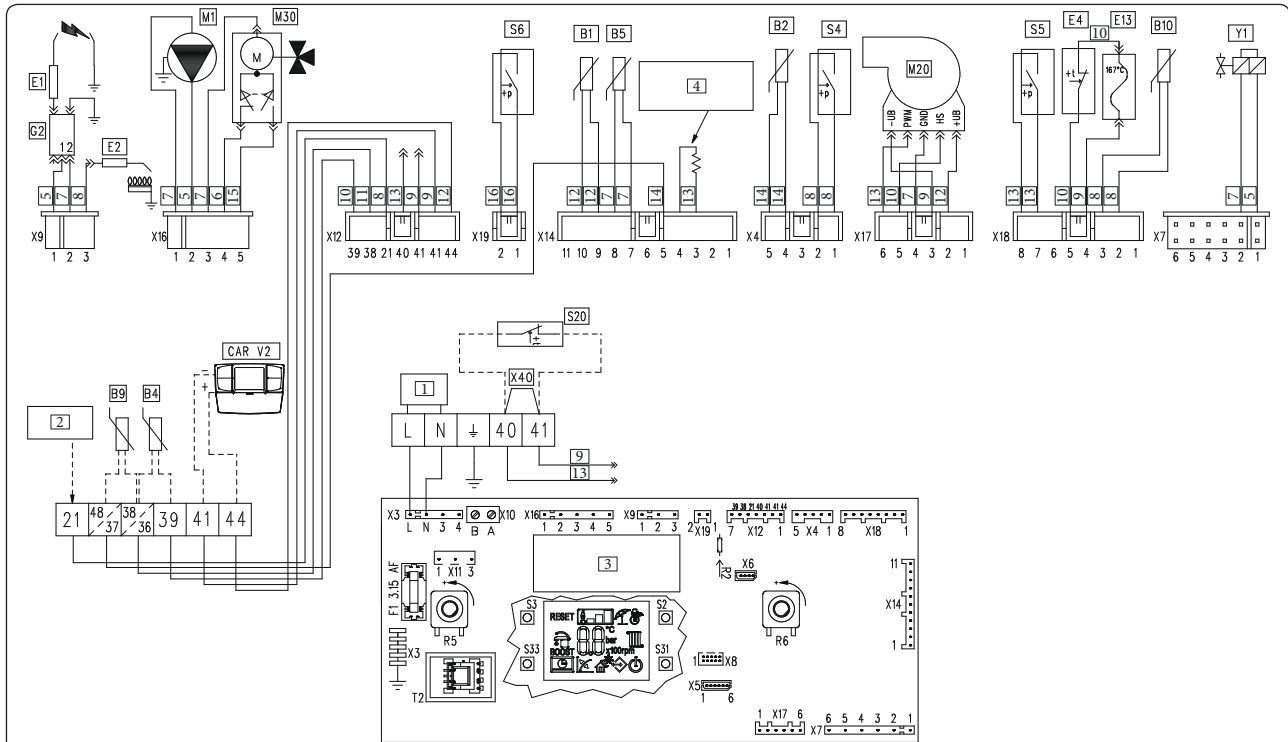 M1 M30 S6 B1 B5 B2 S4 S5 E4 E13 B10 Y1
10
E1 M +p 4 +p M20 +p +t 167°C
G2
1 2 E2
-UB PWM GND HS +UB
5 7 8 7 5 7 6 15 10 11 8 13 9 9 12 16 16 12 12 7 7 14 13 14 14 8 8 13 10 7 9 12 13 13 10 9 8 8 7 5
X9 X16 X12 X19 X14 X4 X17 X18 X7
1 2 3 1 2 3 4 5 39 38 21 40 41 41 44 2 1 11 10 9 8 7 6 5 4 3 2 1 5 4 3 2 1 6 5 4 3 2 1 8 7 6 5 4 3 2 1 6 5 4 3 2 1
S20
+t
CAR V2
- +
B9 B4
2
1
X40
L N 40 41
9
13
21 48/37 38/36 39 41 44
X3 L N 3 4 B A X10 X16 1 2 3 4 5 X9 1 2 3 2 X19 1 39 38 21 40 41 41 44 7 X12 1 5 X4 1 8 X18 1
3
1 X11 3
F1 3.15 AF
+
R5
R2
X6
+
R6
11
X14
1
S3 S2
RESET
°C
bar
x100rpm
BOOST
S33 S31
X3
T2
1 X8
X5
1 6
1 X17 6
X7 6 5 4 3 2 1